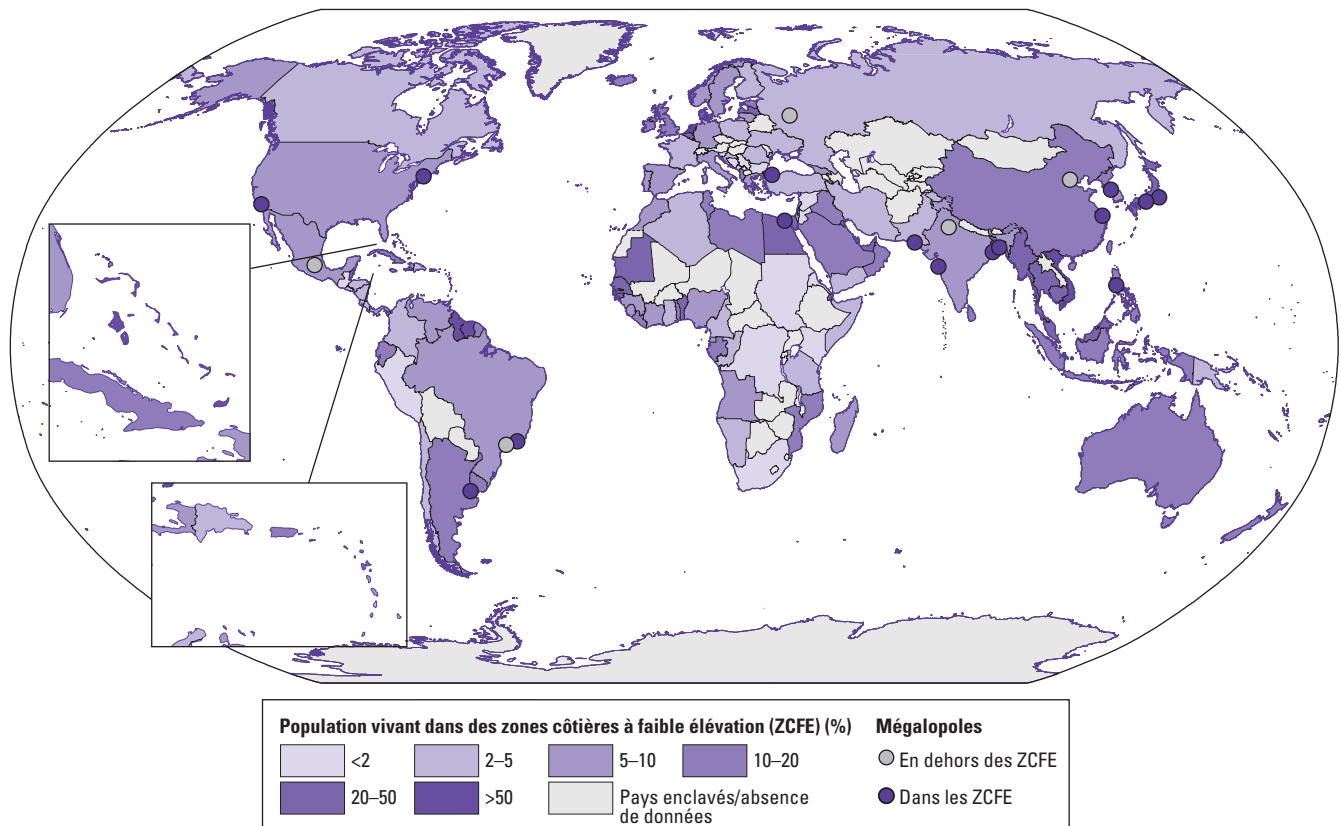 Population vivant dans des zones côtières à faible élévation (ZCFE) (%)
<2
2–5
5–10
10–20
20–50
>50
Pays enclavés/absence
de données
Mégalopoles
En dehors des ZCFE
Dans les ZCFE